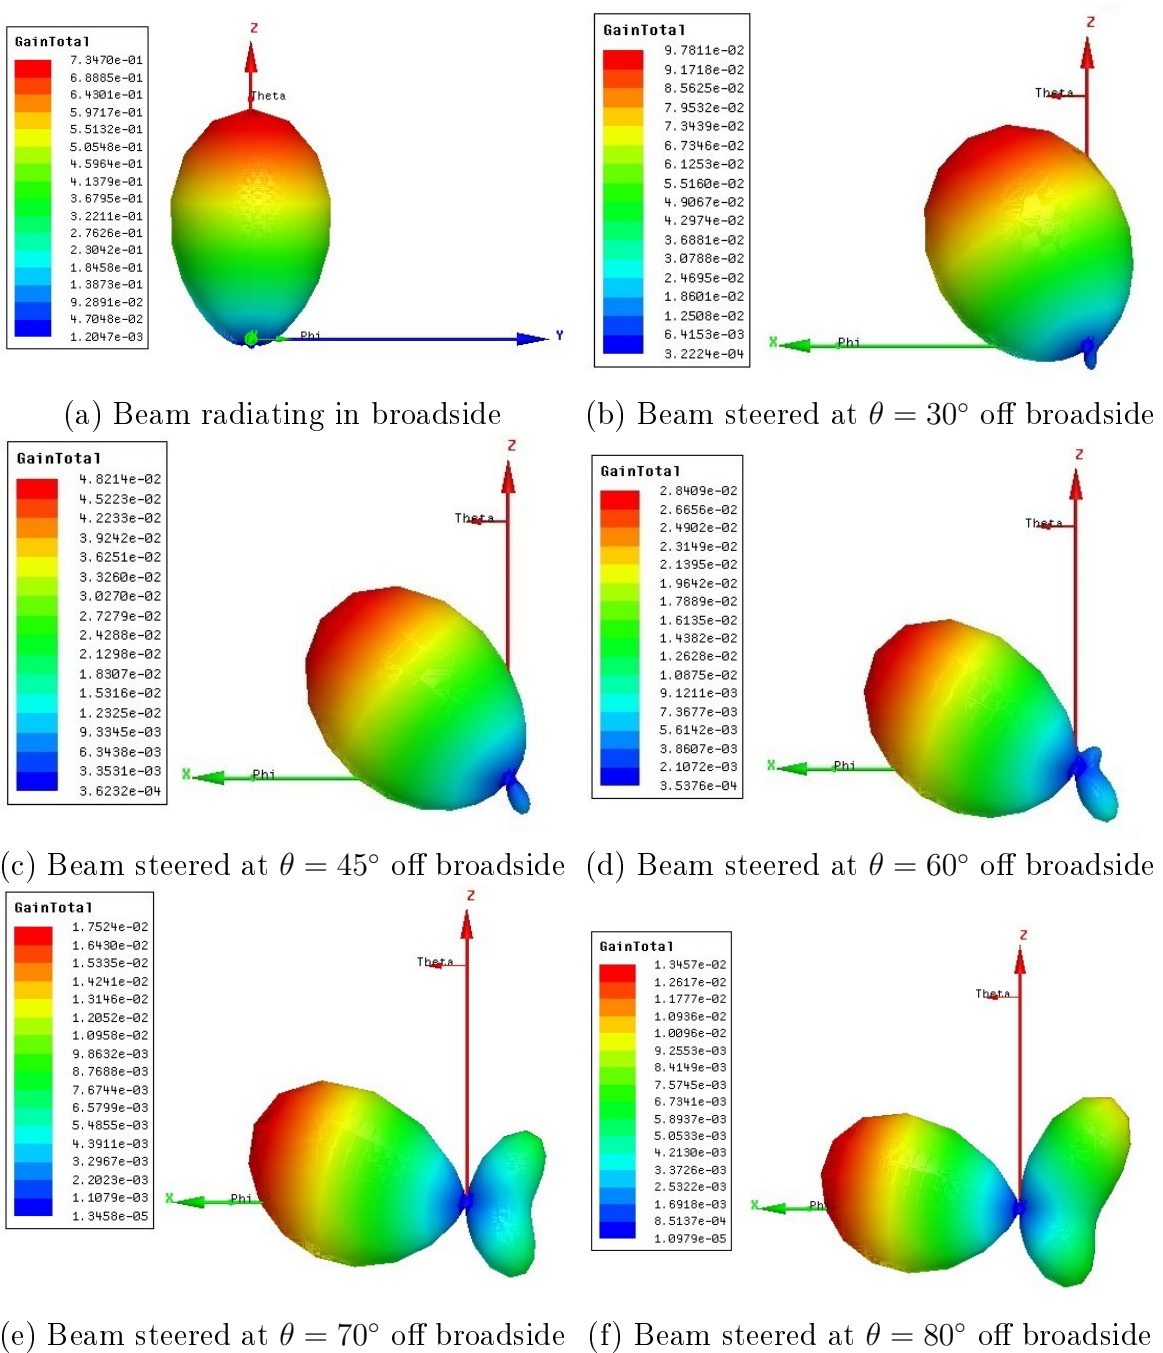 GainTotal
7.3470e-01
6.8885e-01
6.4301e-01
5.9717e-01
5.5132e-01
5.0548e-01
4.5964e-01
4.1379e-01
3.6795e-01
3.2211e-01
2.7626e-01
2.3042e-01
1.8458e-01
1.3873e-01
9.2891e-02
4.7048e-02
1.2047e-03
Z
Theta
Phi
Y
(a) Beam radiating in broadside
GainTotal
9.7811e-02
9.1718e-02
8.5625e-02
7.9532e-02
7.3439e-02
6.7346e-02
6.1253e-02
5.5160e-02
4.9067e-02
4.2974e-02
3.6881e-02
3.0788e-02
2.4695e-02
1.8601e-02
1.2508e-02
6.4153e-03
3.2224e-04
Z
Theta
X
Phi
(b) Beam steered at θ = 30° off broadside
GainTotal
4.8214e-02
4.5223e-02
4.2233e-02
3.9242e-02
3.6251e-02
3.3260e-02
3.0270e-02
2.7279e-02
2.4288e-02
2.1298e-02
1.8307e-02
1.5316e-02
1.2325e-02
9.3345e-03
6.3438e-03
3.3531e-03
3.6232e-04
Z
Theta
X
Phi
(c) Beam steered at θ = 45° off broadside
GainTotal
2.8409e-02
2.6656e-02
2.4902e-02
2.3149e-02
2.1395e-02
1.9642e-02
1.7889e-02
1.6135e-02
1.4382e-02
1.2628e-02
1.0875e-02
9.1211e-03
7.3677e-03
5.6142e-03
3.8607e-03
2.1072e-03
3.5376e-04
Z
Theta
X
Phi
(d) Beam steered at θ = 60° off broadside
GainTotal
1.7524e-02
1.6430e-02
1.5335e-02
1.4241e-02
1.3146e-02
1.2052e-02
1.0958e-02
9.8632e-03
8.7688e-03
7.6744e-03
6.5799e-03
5.4855e-03
4.3911e-03
3.2967e-03
2.2023e-03
1.1079e-03
1.3458e-05
Z
Theta
X
Phi
(e) Beam steered at θ = 70° off broadside
GainTotal
1.3457e-02
1.2617e-02
1.1777e-02
1.0936e-02
1.0096e-02
9.2553e-03
8.4149e-03
7.5745e-03
6.7341e-03
5.8937e-03
5.0533e-03
4.2130e-03
3.3726e-03
2.5322e-03
1.6918e-03
8.5137e-04
1.0979e-05
Z
Theta
X
Ph
(f) Beam steered at θ = 80° off broadside